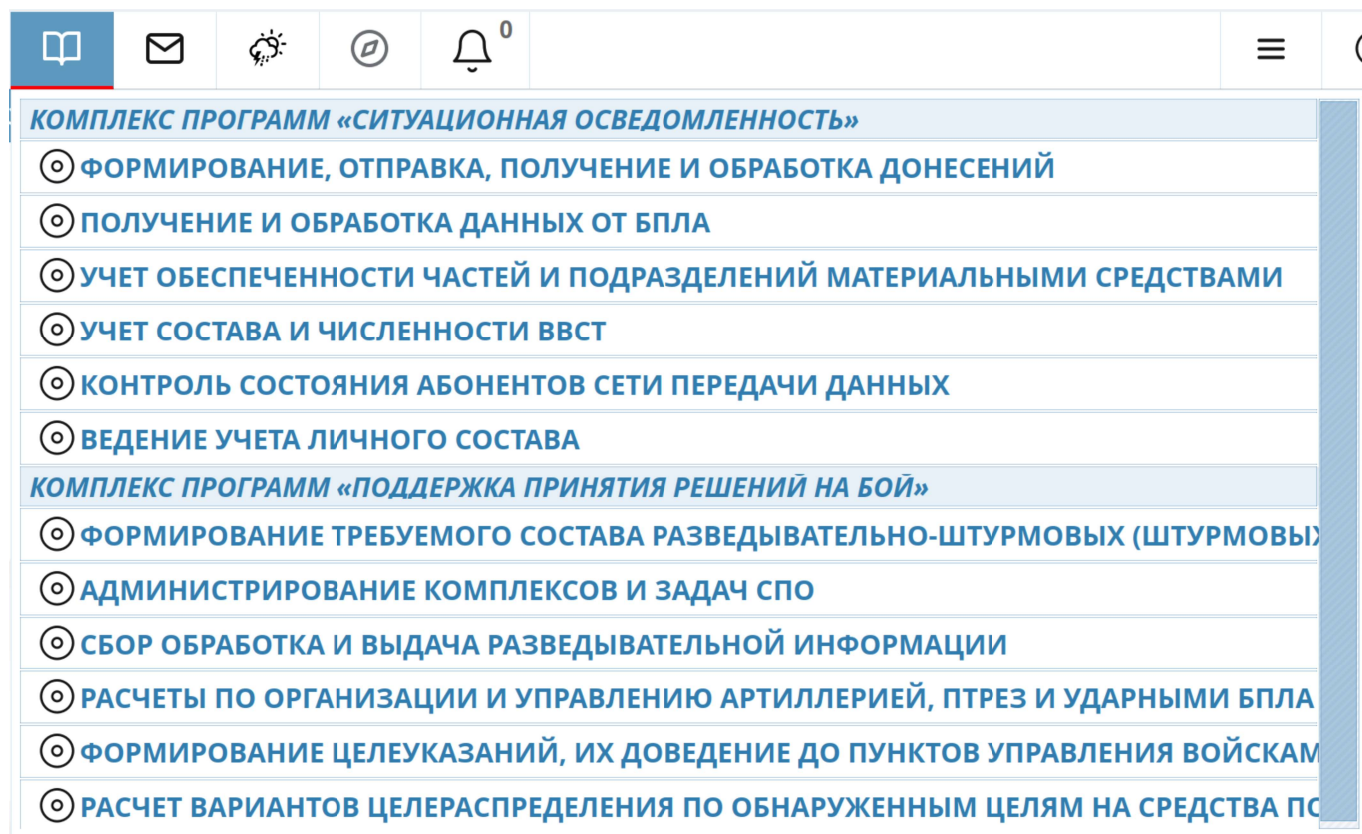 0
КОМПЛЕКС ПРОГРАММ «СИТУАЦИОННАЯ ОСВЕДОМЛЕННОСТЬ»
ФОРМИРОВАНИЕ, ОТПРАВКА, ПОЛУЧЕНИЕ И ОБРАБОТКА ДОНЕСЕНИЙ
ПОЛУЧЕНИЕ И ОБРАБОТКА ДАННЫХ ОТ БПЛА
УЧЕТ ОБЕСПЕЧЕННОСТИ ЧАСТЕЙ И ПОДРАЗДЕЛЕНИЙ МАТЕРИАЛЬНЫМИ СРЕДСТВАМИ
УЧЕТ СОСТАВА И ЧИСЛЕННОСТИ ВВСТ
КОНТРОЛЬ СОСТОЯНИЯ АБОНЕНТОВ СЕТИ ПЕРЕДАЧИ ДАННЫХ
ВЕДЕНИЕ УЧЕТА ЛИЧНОГО СОСТАВА
КОМПЛЕКС ПРОГРАММ «ПОДДЕРЖКА ПРИНЯТИЯ РЕШЕНИЙ НА БОЙ»
ФОРМИРОВАНИЕ ТРЕБУЕМОГО СОСТАВА РАЗВЕДЫВАТЕЛЬНО-ШТУРМОВЫХ (ШТУРМОВЫХ
АДМИНИСТРИРОВАНИЕ КОМПЛЕКСОВ И ЗАДАЧ СПО
СБОР ОБРАБОТКА И ВЫДАЧА РАЗВЕДЫВАТЕЛЬНОЙ ИНФОРМАЦИИ
РАСЧЕТЫ ПО ОРГАНИЗАЦИИ И УПРАВЛЕНИЮ АРТИЛЛЕРИЕЙ, ПТРЕЗ И УДАРНЫМИ БПЛА
ФОРМИРОВАНИЕ ЦЕЛЕУКАЗАНИЙ, ИХ ДОВЕДЕНИЕ ДО ПУНКТОВ УПРАВЛЕНИЯ ВОЙСКАМ
РАСЧЕТ ВАРИАНТОВ ЦЕЛЕРАСПРЕДЕЛЕНИЯ ПО ОБНАРУЖЕННЫМ ЦЕЛЯМ НА СРЕДСТВА ПО